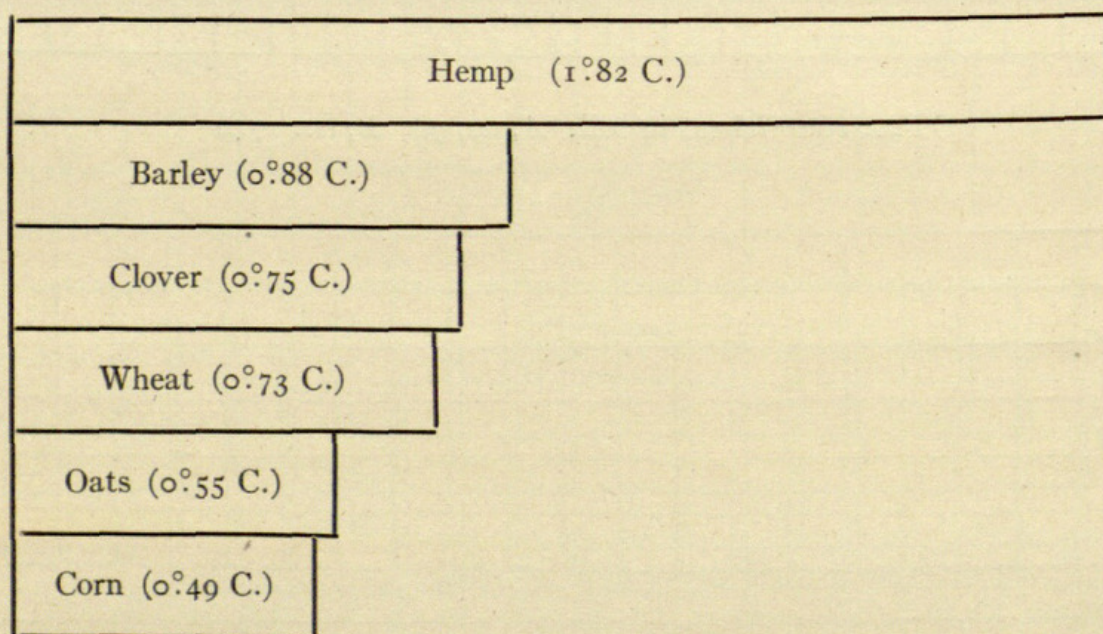 Hemp (1°.82 C.)
Barley (0°.88 C.)
Clover (0°.75 C.)
Wheat (0°.73 C.)
Oats (0°.55 C.)
Corn (0°.49 C.)